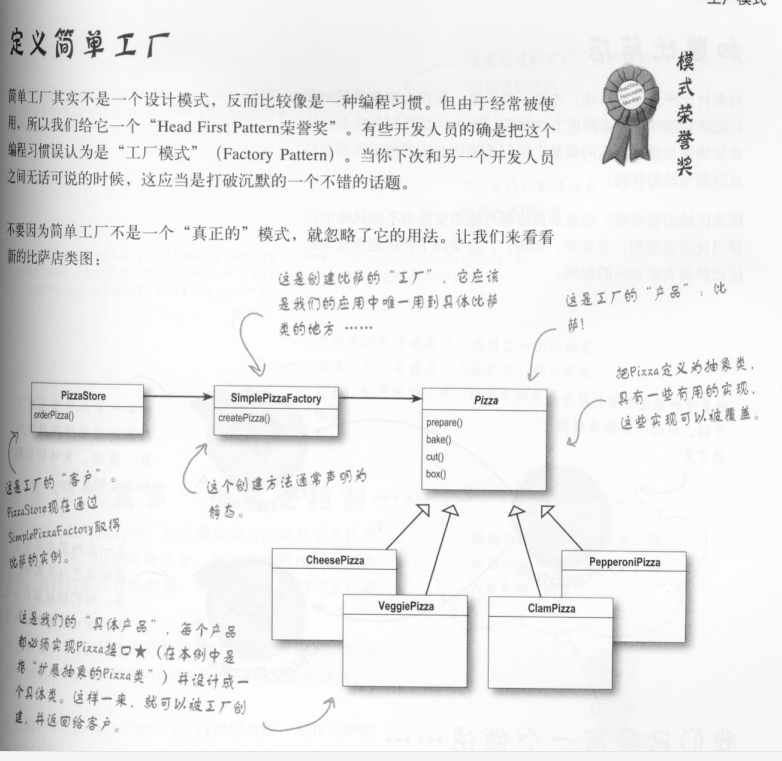 工厂模式
定义简单工厂
模式荣誉奖
Head First
Honorable
Mention
简单工厂其实不是一个设计模式，反而比较像是一种编程习惯。但由于经常被使
用，所以我们给它一个“Head First Pattern荣誉奖”。有些开发人员的确是把这个
编程习惯误认为是“工厂模式”（Factory Pattern）。当你下次和另一个开发人员
之间无话可说的时候，这应当是打破沉默的一个不错的话题。
不要因为简单工厂不是一个“真正的”模式，就忽略了它的用法。让我们来看看
新的比萨店类图：
这是创建比萨的“工厂”，它应该
是我们的应用中唯一用到具体比萨
类的地方……
这是工厂的“产品”：比
萨！
把Pizza定义为抽象类，
具有一些有用的实现，
这些实现可以被覆盖。
PizzaStore
orderPizza()
SimplePizzaFactory
createPizza()
Pizza
prepare()
bake()
cut()
box()
这是工厂的“客户”。
PizzaStore现在通过
SimplePizzaFactory取得
比萨的实例。
这个创建方法通常声明为
静态。
CheesePizza
VeggiePizza
ClamPizza
PepperoniPizza
这是我们的“具体产品”，每个产品
都必须实现Pizza接口★（在本例中是
指“扩展抽象的Pizza类”）并设计成一
个具体类。这样一来，就可以被工厂创
建，并返回给客户。